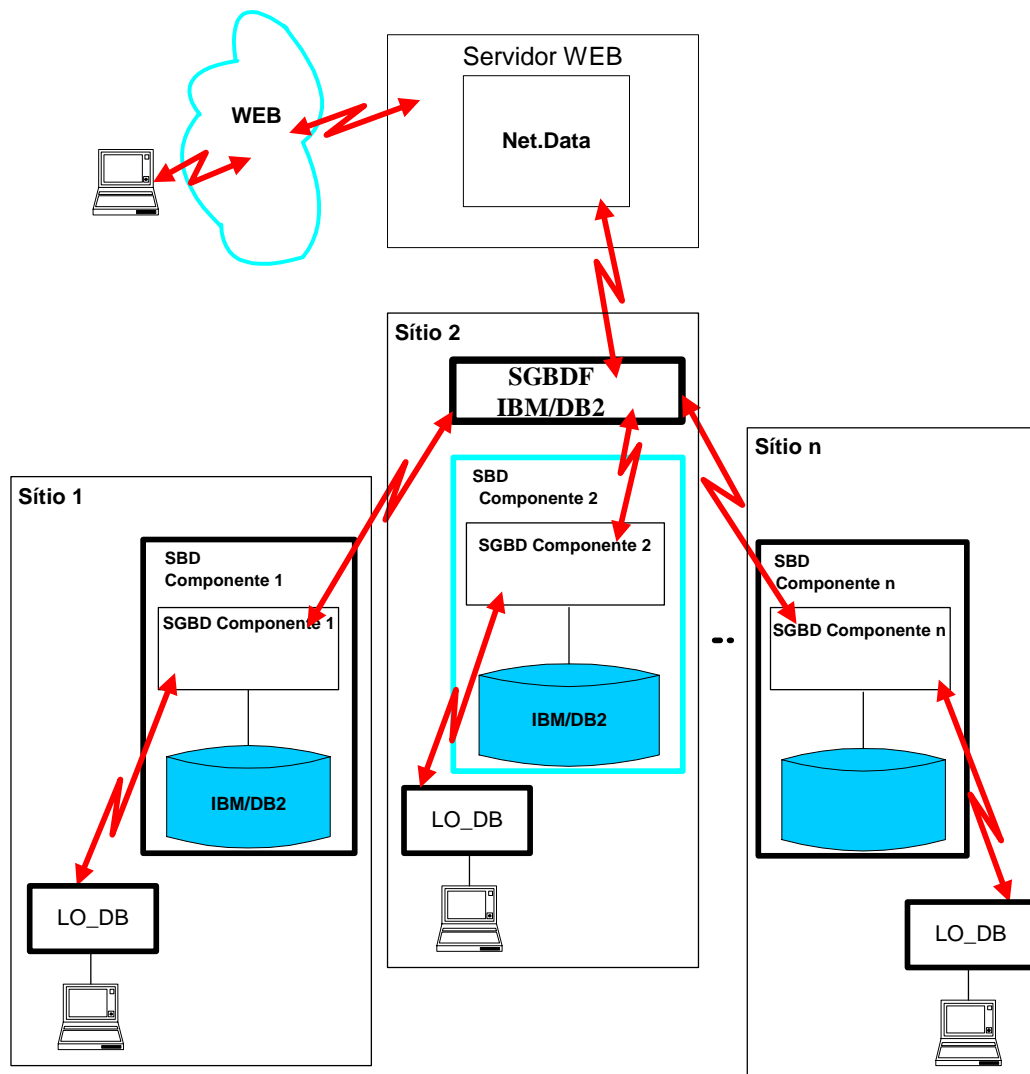 Servidor WEB
WEB
Net.Data
Sítio 2
SGBDF
IBM/DB2
SBD
Componente 2
SGBD Componente 2
IBM/DB2
LO_DB
Sítio 1
SBD
Componente 1
SGBD Componente 1
IBM/DB2
LO_DB
Sítio n
SBD
Componente n
SGBD Componente n
LO_DB